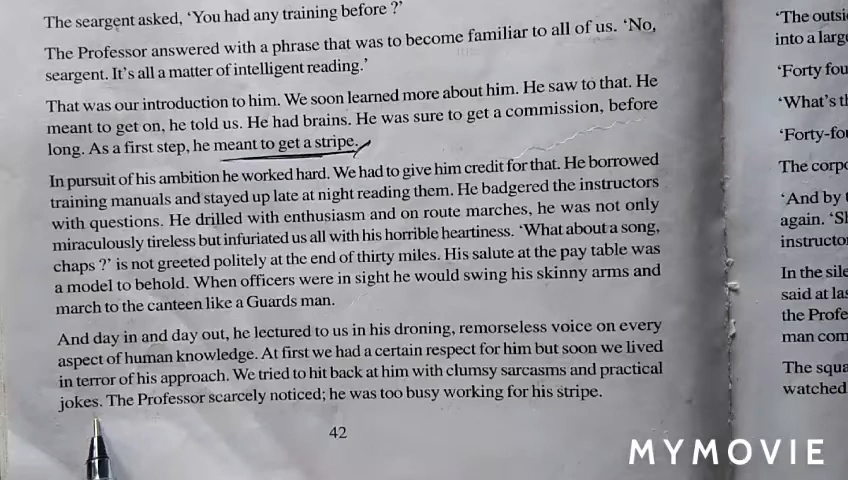 The seargent asked, 'You had any training before ?'
The Professor answered with a phrase that was to become familiar to all of us. 'No,
seargent. It's all a matter of intelligent reading.'
That was our introduction to him. We soon learned more about him. He saw to that. He
meant to get on, he told us. He had brains. He was sure to get a commission, before
long. As a first step, he meant to get a stripe.
In pursuit of his ambition he worked hard. We had to give him credit for that. He borrowed
training manuals and stayed up late at night reading them. He badgered the instructors
with questions. He drilled with enthusiasm and on route marches, he was not only
miraculously tireless but infuriated us all with his horrible heartiness. 'What about a song,
chaps ?' is not greeted politely at the end of thirty miles. His salute at the pay table was
a model to behold. When officers were in sight he would swing his skinny arms and
march to the canteen like a Guards man.
And day in and day out, he lectured to us in his droning, remorseless voice on every
aspect of human knowledge. At first we had a certain respect for him but soon we lived
in terror of his approach. We tried to hit back at him with clumsy sarcasms and practical
jokes. The Professor scarcely noticed; he was too busy working for his stripe.
42
'The
into a
'Forty
'What's
The
'And by
again.
In the
said at
the
man
The
watched
MYMOVIE